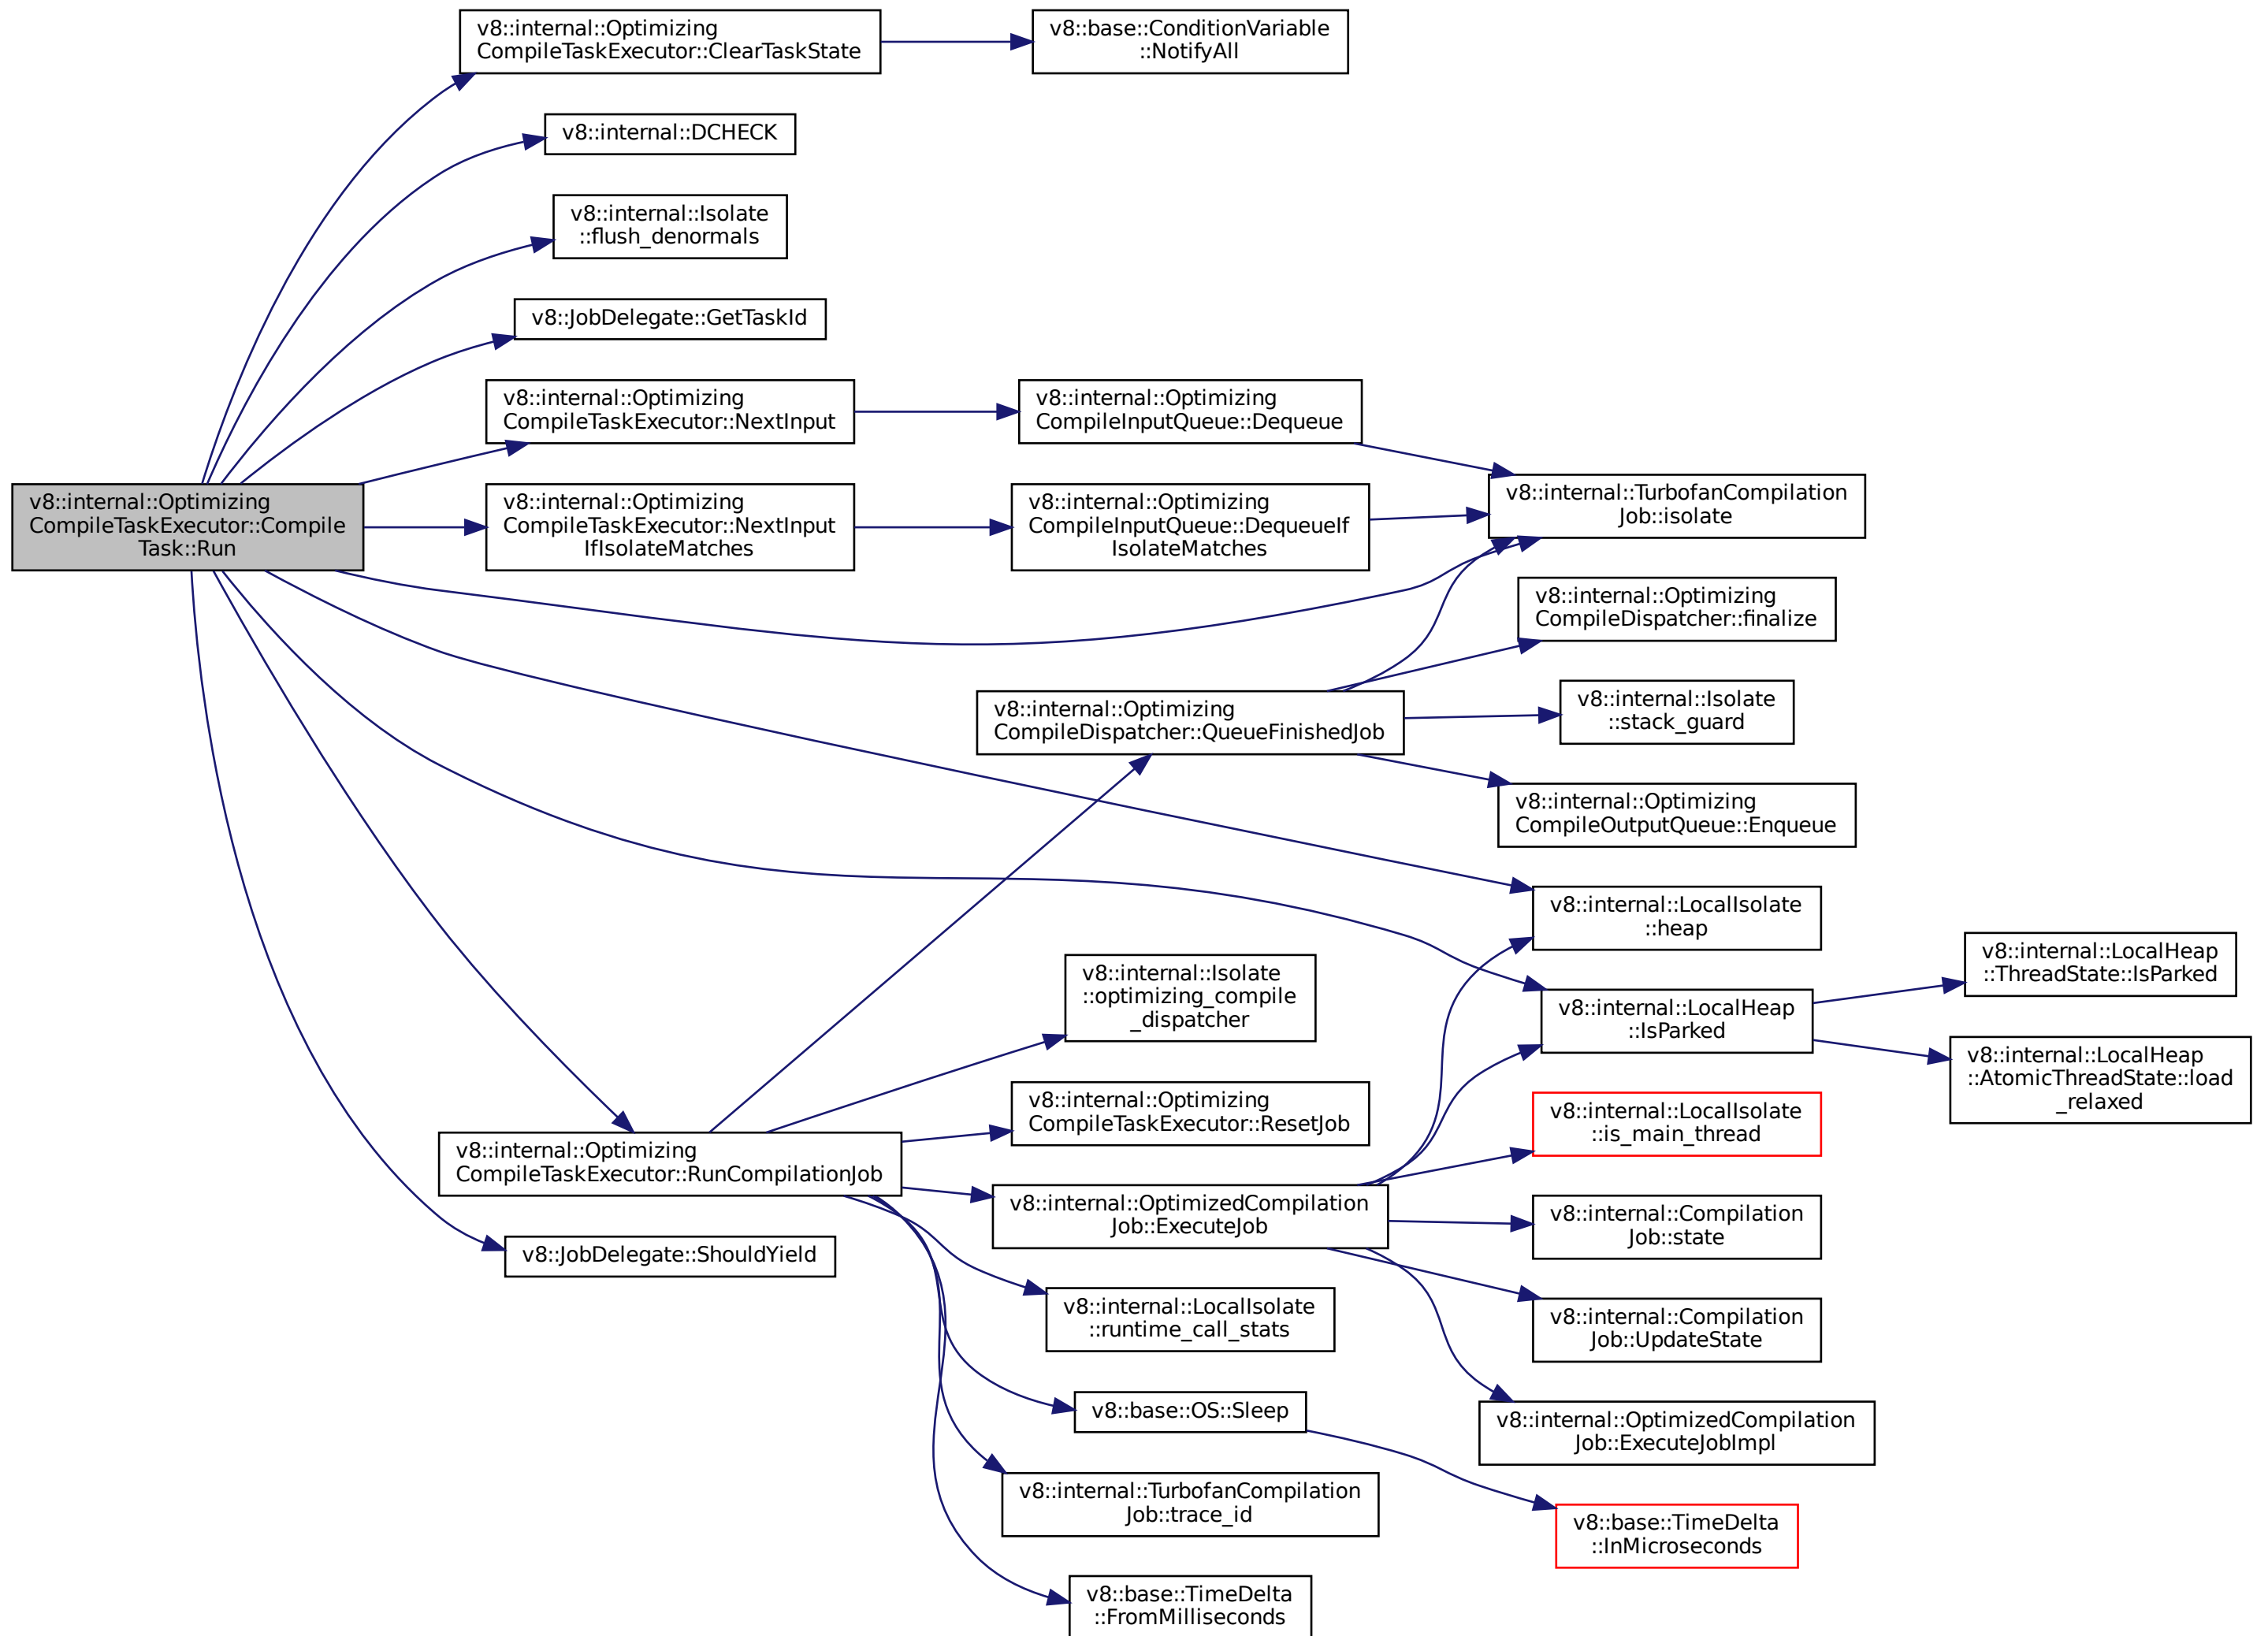 v8::internal::Optimizing
CompileTaskExecutor::ClearTaskState
v8::base::ConditionVariable
::NotifyAll
v8::internal::DCHECK
v8::internal::Isolate
::flush_denormals
v8::JobDelegate::GetTaskId
v8::internal::Optimizing
CompileTaskExecutor::NextInput
v8::internal::Optimizing
CompileInputQueue::Dequeue
v8::internal::Optimizing
CompileTaskExecutor::Compile
Task::Run
v8::internal::Optimizing
CompileTaskExecutor::NextInput
IfIsolateMatches
v8::internal::Optimizing
CompileInputQueue::DequeueIf
IsolateMatches
v8::internal::TurbofanCompilation
Job::isolate
v8::internal::Optimizing
CompileDispatcher::finalize
v8::internal::Optimizing
CompileDispatcher::QueueFinishedJob
v8::internal::Isolate
::stack_guard
v8::internal::Optimizing
CompileOutputQueue::Enqueue
v8::internal::LocalIsolate
::heap
v8::internal::LocalHeap
::ThreadState::IsParked
v8::internal::Isolate
::optimizing_compile
_dispatcher
v8::internal::LocalHeap
::IsParked
v8::internal::LocalHeap
::AtomicThreadState::load
_relaxed
v8::internal::Optimizing
CompileTaskExecutor::ResetJob
v8::internal::LocalIsolate
::is_main_thread
v8::internal::Optimizing
CompileTaskExecutor::RunCompilationJob
v8::internal::OptimizedCompilation
Job::ExecuteJob
v8::internal::Compilation
Job::state
v8::JobDelegate::ShouldYield
v8::internal::LocalIsolate
::runtime_call_stats
v8::internal::Compilation
Job::UpdateState
v8::base::OS::Sleep
v8::internal::OptimizedCompilation
Job::ExecuteJobImpl
v8::internal::TurbofanCompilation
Job::trace_id
v8::base::TimeDelta
::InMicroseconds
v8::base::TimeDelta
::FromMilliseconds